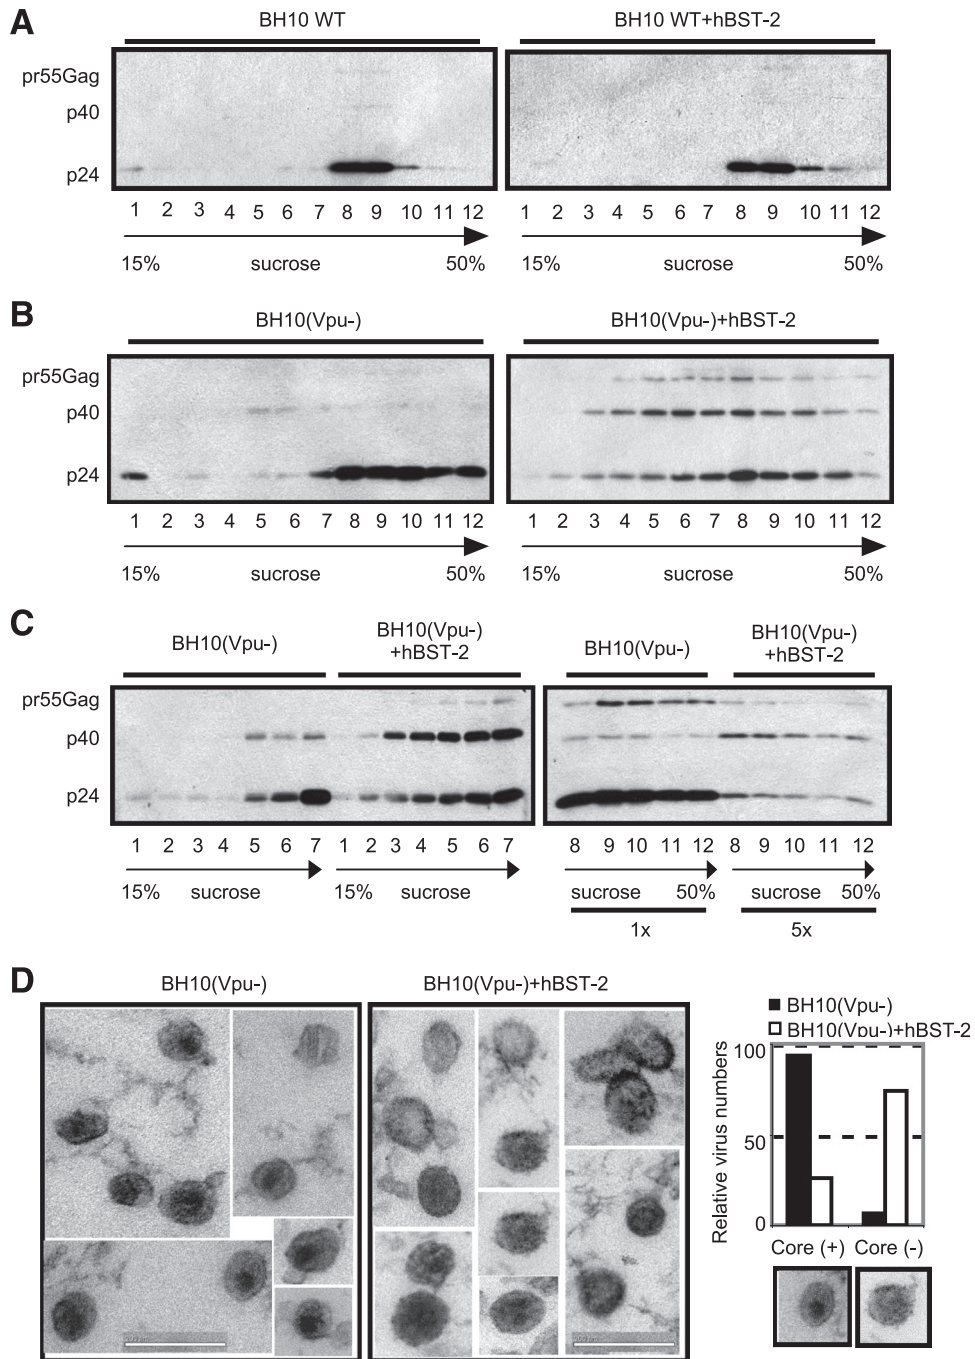 A
BH10 WT
BH10 WT+hBST-2
pr55Gag
p40
p24
1 2 3 4 5 6 7 8 9 10 11 12
1 2 3 4 5 6 7 8 9 10 11 12
15% sucrose 50%
15% sucrose 50%
B
BH10(Vpu-)
BH10(Vpu-)+hBST-2
pr55Gag
p40
p24
1 2 3 4 5 6 7 8 9 10 11 12
1 2 3 4 5 6 7 8 9 10 11 12
15% sucrose 50%
15% sucrose 50%
C
BH10(Vpu-)
BH10(Vpu-)
+hBST-2
BH10(Vpu-)
BH10(Vpu-)
+hBST-2
pr55Gag
p40
p24
1 2 3 4 5 6 7
1 2 3 4 5 6 7
8 9 10 11 12
8 9 10 11 12
15% sucrose
15% sucrose
sucrose 50%
sucrose 50%
1x
5x
D
BH10(Vpu-)
BH10(Vpu-)+hBST-2
BH10(Vpu-)
BH10(Vpu-)+hBST-2
Relative virus numbers
100
50
0
Core (+) Core (-)